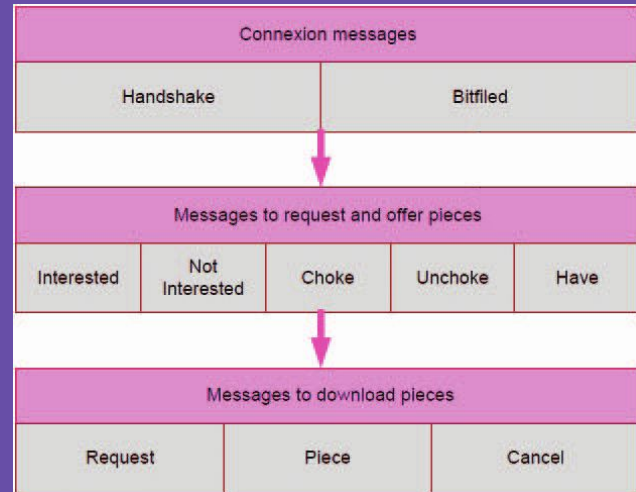 Connexion messages
Handshake
Bitfiled
Messages to request and offer pieces
Interested
Not
Interested
Choke
Unchoke
Have
Messages to download pieces
Request
Piece
Cancel